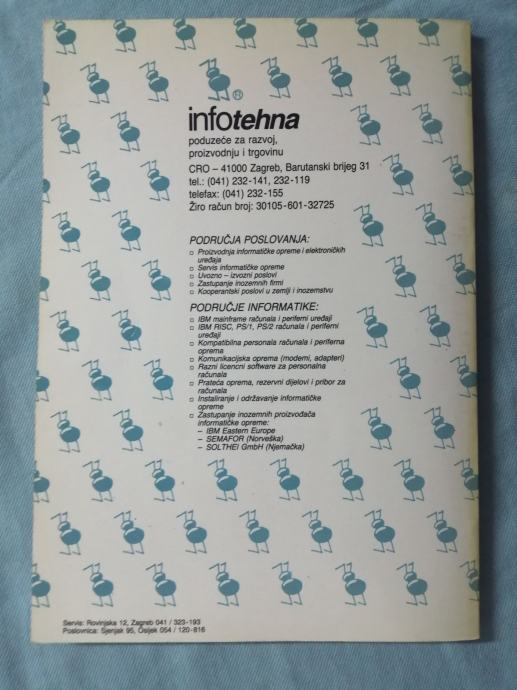 ®
infotehna
poduzeće za razvoj,
proizvodnju i trgovinu
CRO – 41000 Zagreb, Barutanski brijeg 31
tel.: (041) 232-141, 232-119
telefax: (041) 232-155
Žiro račun broj: 30105-601-32725
PODRUČJA POSLOVANJA:
▫ Proizvodnja informatičke opreme i elektroničkih
uređaja
▫ Servis informatičke opreme
▫ Uvozno – izvozni poslovi
▫ Zastupanje inozemnih firmi
▫ Kooperantski poslovi u zemlji i inozemstvu
PODRUČJE INFORMATIKE:
▫ IBM mainframe računala i periferni uređaji
▫ IBM RISC, PS/1, PS/2 računala i periferni
uređaji
▫ Kompatibilna personala računala i periferna
oprema
▫ Komunikacijska oprema (modemi, adapteri)
▫ Razni licencni software za personalna
računala
▫ Prateća oprema, rezervni dijelovi i pribor za
računala
▫ Instaliranje i održavanje informatičke
opreme
▫ Zastupanje inozemnih proizvođača
informatičke opreme:
– IBM Eastern Europe
– SEMAFOR (Norveška)
– SOLTHEI GmbH (Njemačka)
Servis: Rovinjska 12, Zagreb 041 / 323-193
Poslovnica: Sjenjak 95, Osijek 054 / 120-816